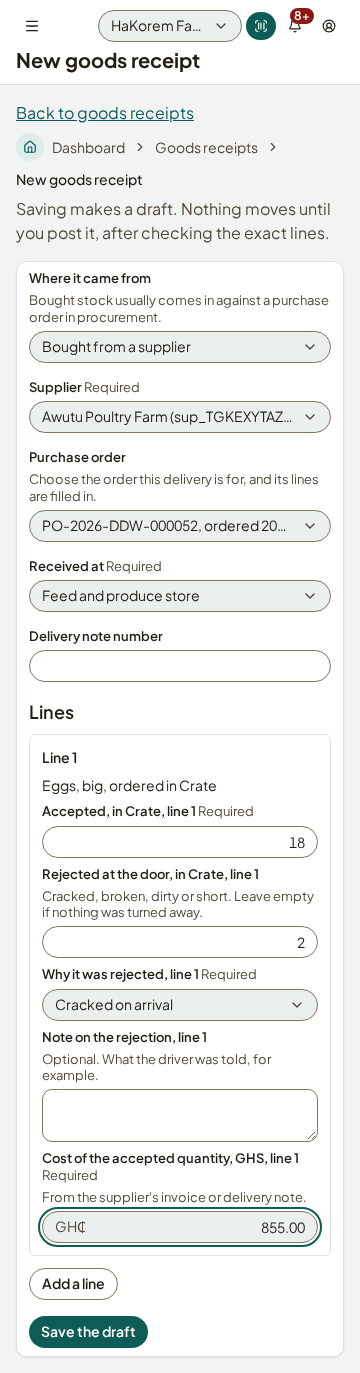 HaKorem Fa...
8+
New goods receipt
Back to goods receipts
Dashboard
Goods receipts
New goods receipt
Saving makes a draft. Nothing moves until
you post it, after checking the exact lines.
Where it came from
Bought stock usually comes in against a purchase
order in procurement.
Bought from a supplier
Supplier Required
Awutu Poultry Farm (sup_TGKEXYTAZ...
Purchase order
Choose the order this delivery is for, and its lines
are filled in.
PO-2026-DDW-000052, ordered 20...
Received at Required
Feed and produce store
Delivery note number
Lines
Line 1
Eggs, big, ordered in Crate
Accepted, in Crate, line 1 Required
18
Rejected at the door, in Crate, line 1
Cracked, broken, dirty or short. Leave empty
if nothing was turned away.
2
Why it was rejected, line 1 Required
Cracked on arrival
Note on the rejection, line 1
Optional. What the driver was told, for
example.
Cost of the accepted quantity, GHS, line 1
Required
From the supplier's invoice or delivery note.
GH₵ 855.00
Add a line
Save the draft